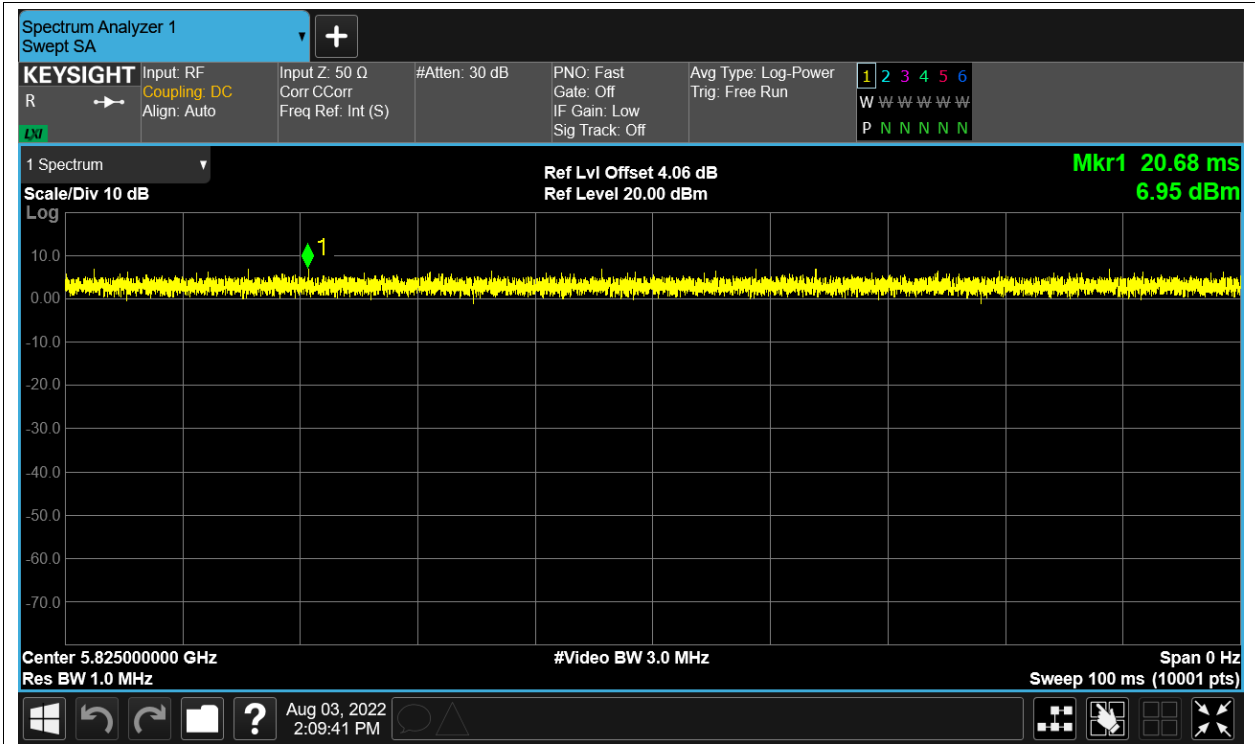 Spectrum Analyzer 1
Swept SA
KEYSIGHT
R
LXI
Input: RF
Coupling: DC
Align: Auto
Input Z: 50 Ω
Corr CCorr
Freq Ref: Int (S)
#Atten: 30 dB
PNO: Fast
Gate: Off
IF Gain: Low
Sig Track: Off
Avg Type: Log-Power
Trig: Free Run
1 2 3 4 5 6
W W W W W W
P N N N N N
1 Spectrum
Scale/Div 10 dB
Log
Ref Lvl Offset 4.06 dB
Ref Level 20.00 dBm
Mkr1 20.68 ms
6.95 dBm
1
10.0
0.00
-10.0
-20.0
-30.0
-40.0
-50.0
-60.0
-70.0
Center 5.825000000 GHz
Res BW 1.0 MHz
#Video BW 3.0 MHz
Span 0 Hz
Sweep 100 ms (10001 pts)
?
Aug 03, 2022
2:09:41 PM